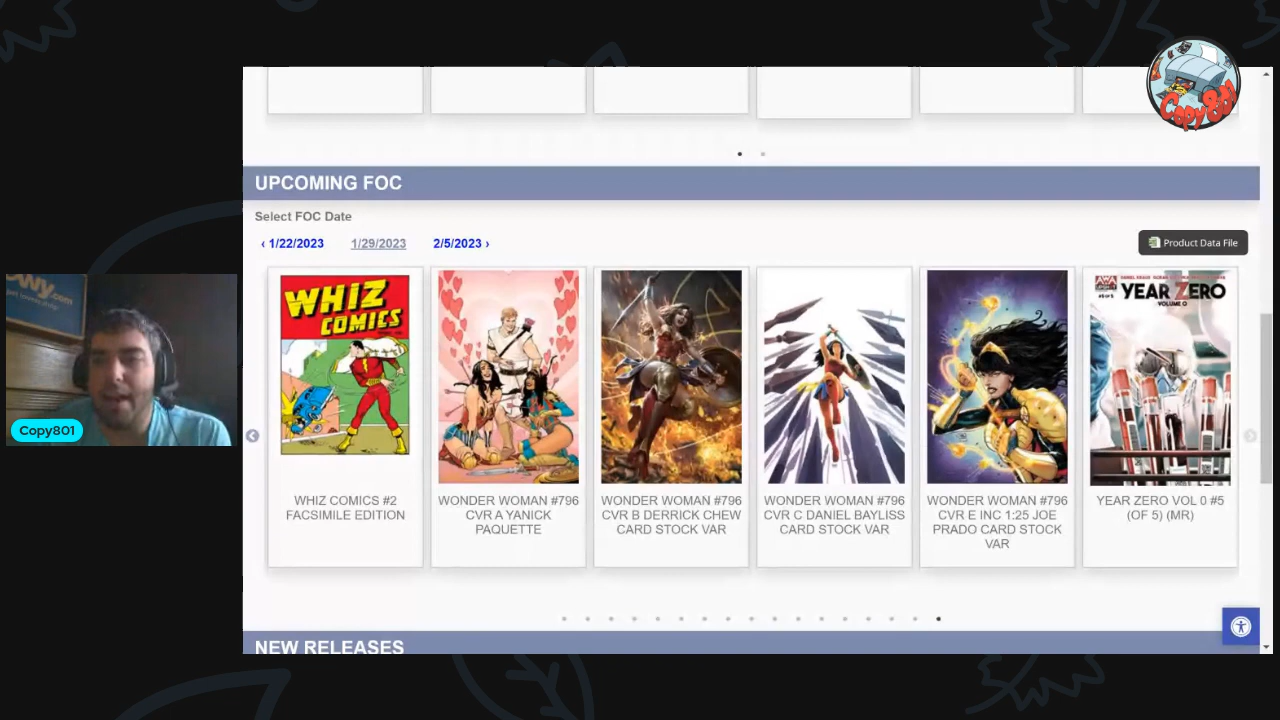 Copy801
UPCOMING FOC
Select FOC Date
‹ 1/22/2023
1/29/2023
2/5/2023 ›
Product Data File
WHIZ
COMICS
YEAR ZERO
VOLUME 0
AWA
WHIZ COMICS #2
FACSIMILE EDITION
WONDER WOMAN #796
CVR A YANICK
PAQUETTE
WONDER WOMAN #796
CVR B DERRICK CHEW
CARD STOCK VAR
WONDER WOMAN #796
CVR C DANIEL BAYLISS
CARD STOCK VAR
WONDER WOMAN #796
CVR E INC 1:25 JOE
PRADO CARD STOCK
VAR
YEAR ZERO VOL 0 #5
(OF 5) (MR)
Copy801
NEW RELEASES